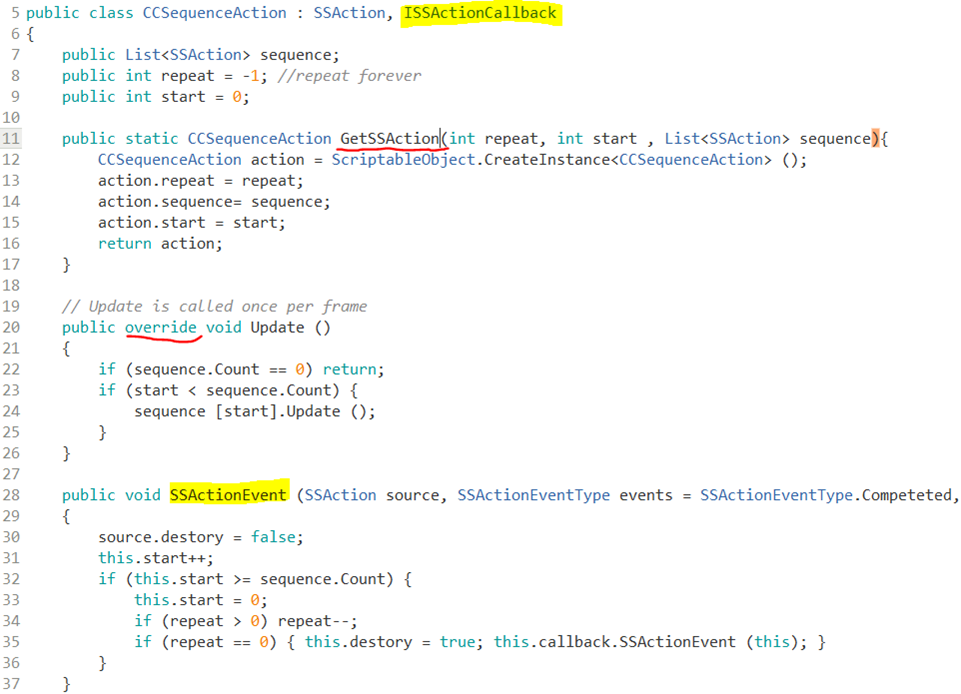 5 public class CCSequenceAction : SSAction, ISSActionCallback
6 {
7 public List<SSAction> sequence;
8 public int repeat = -1; //repeat forever
9 public int start = 0;
10
11 public static CCSequenceAction GetSSAction(int repeat, int start , List<SSAction> sequence){
12 CCSequenceAction action = ScriptableObject.CreateInstance<CCSequenceAction> ();
13 action.repeat = repeat;
14 action.sequence= sequence;
15 action.start = start;
16 return action;
17 }
18
19 // Update is called once per frame
20 public override void Update ()
21 {
22 if (sequence.Count == 0) return;
23 if (start < sequence.Count) {
24 sequence [start].Update ();
25 }
26 }
27
28 public void SSActionEvent (SSAction source, SSActionEventType events = SSActionEventType.Competeted,
29 {
30 source.destory = false;
31 this.start++;
32 if (this.start >= sequence.Count) {
33 this.start = 0;
34 if (repeat > 0) repeat--;
35 if (repeat == 0) { this.destory = true; this.callback.SSActionEvent (this); }
36 }
37 }